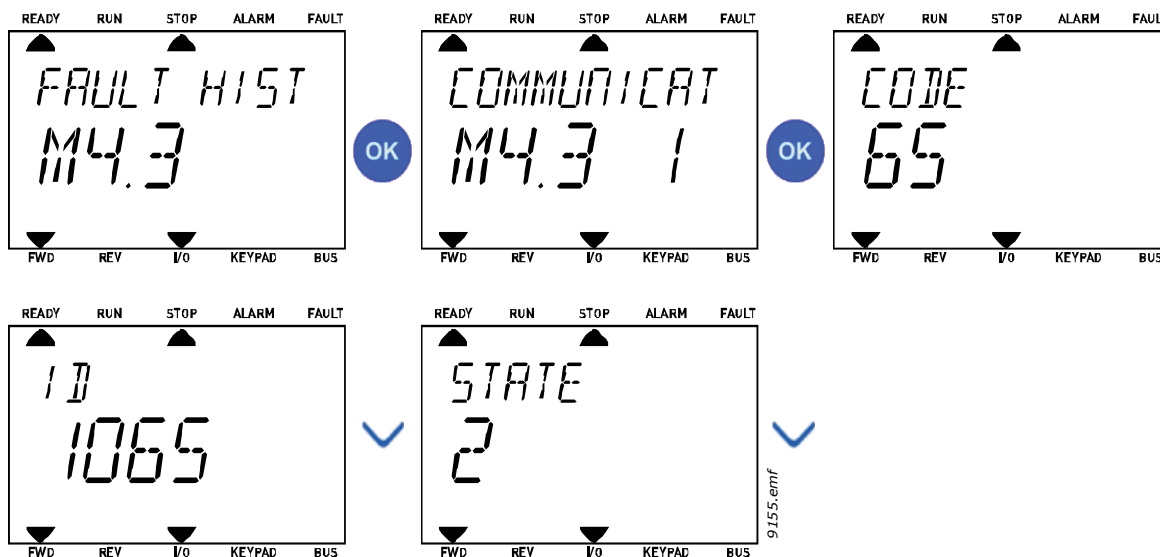 READY RUN STOP ALARM FAULT
FAULT HIST
M4.3
FWD REV I/O KEYPAD BUS
OK
READY RUN STOP ALARM FAULT
COMMUNICAT
M4.3 1
FWD REV I/O KEYPAD BUS
OK
READY RUN STOP ALARM FAUL
CODE
65
FWD REV I/O KEYPAD BUS
READY RUN STOP ALARM FAULT
ID
1065
FWD REV I/O KEYPAD BUS
READY RUN STOP ALARM FAULT
STATE
2
FWD REV I/O KEYPAD BUS
9155.emf